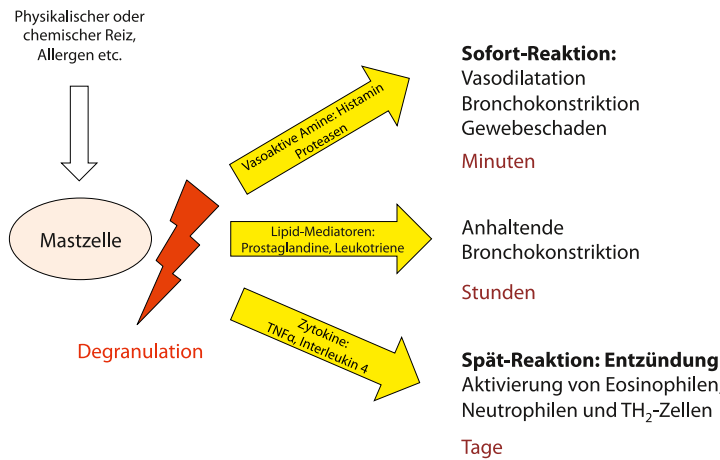 Physikalischer oder
chemischer Reiz,
Allergen etc.
Mastzelle
Degranulation
Vasoaktive Amine: Histamin
Proteasen
Sofort-Reaktion:
Vasodilatation
Bronchokonstriktion
Gewebeschaden
Minuten
Lipid-Mediatoren:
Prostaglandine, Leukotriene
Anhaltende
Bronchokonstriktion
Stunden
Zytokine:
TNFα, Interleukin 4
Spät-Reaktion: Entzündung
Aktivierung von Eosinophilen,
Neutrophilen und TH₂-Zellen
Tage